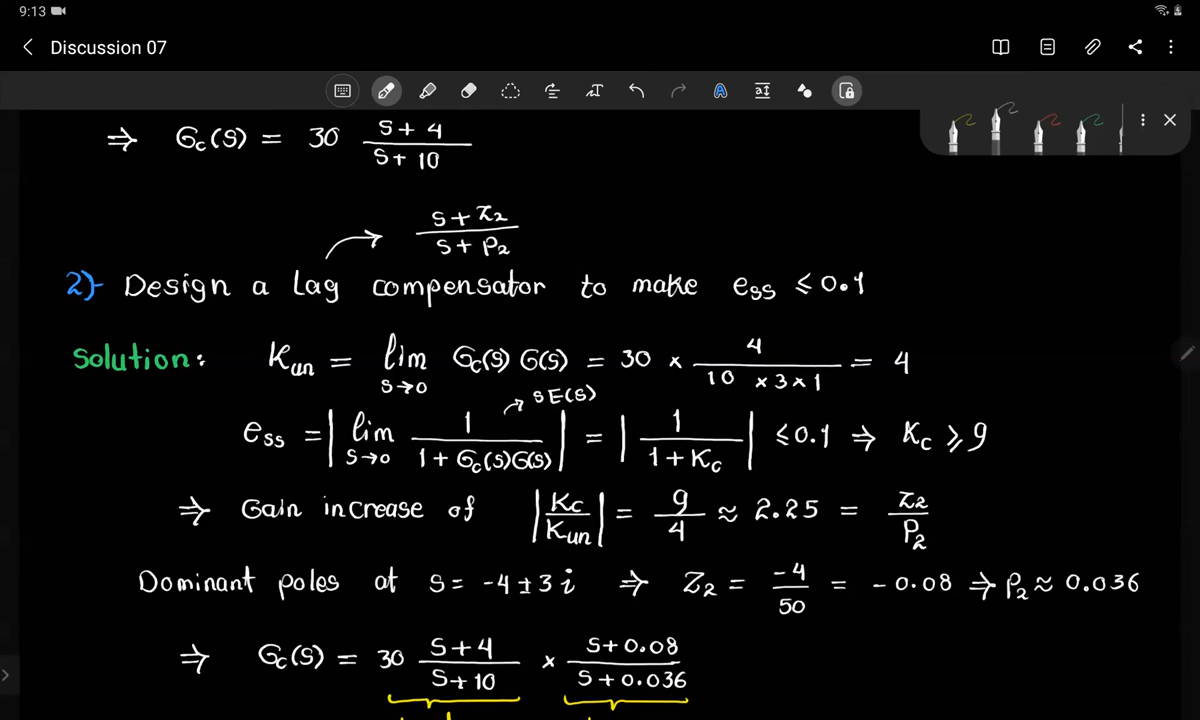 9:13
Discussion 07
⇒ Gc(S) = 30 (S + 4)/(S + 10)
(S + Z2)/(S + P2)
2)- Design a Lag compensator to make ess ≤ 0.1
Solution: Kun = lim S→0 Gc(S) G(S) = 30 × 4/(10 × 3 × 1) = 4
→ S E(S)
ess = | lim S→0 1/(1 + Gc(S)G(S)) | = | 1/(1 + Kc) | ≤ 0.1 ⇒ Kc ≥ 9
⇒ Gain increase of |Kc/Kun| = 9/4 ≈ 2.25 = Z2/P2
Dominant poles at S = -4 ± 3i ⇒ Z2 = -4/50 = -0.08 ⇒ P2 ≈ 0.036
⇒ Gc(S) = 30 (S + 4)/(S + 10) × (S + 0.08)/(S + 0.036)